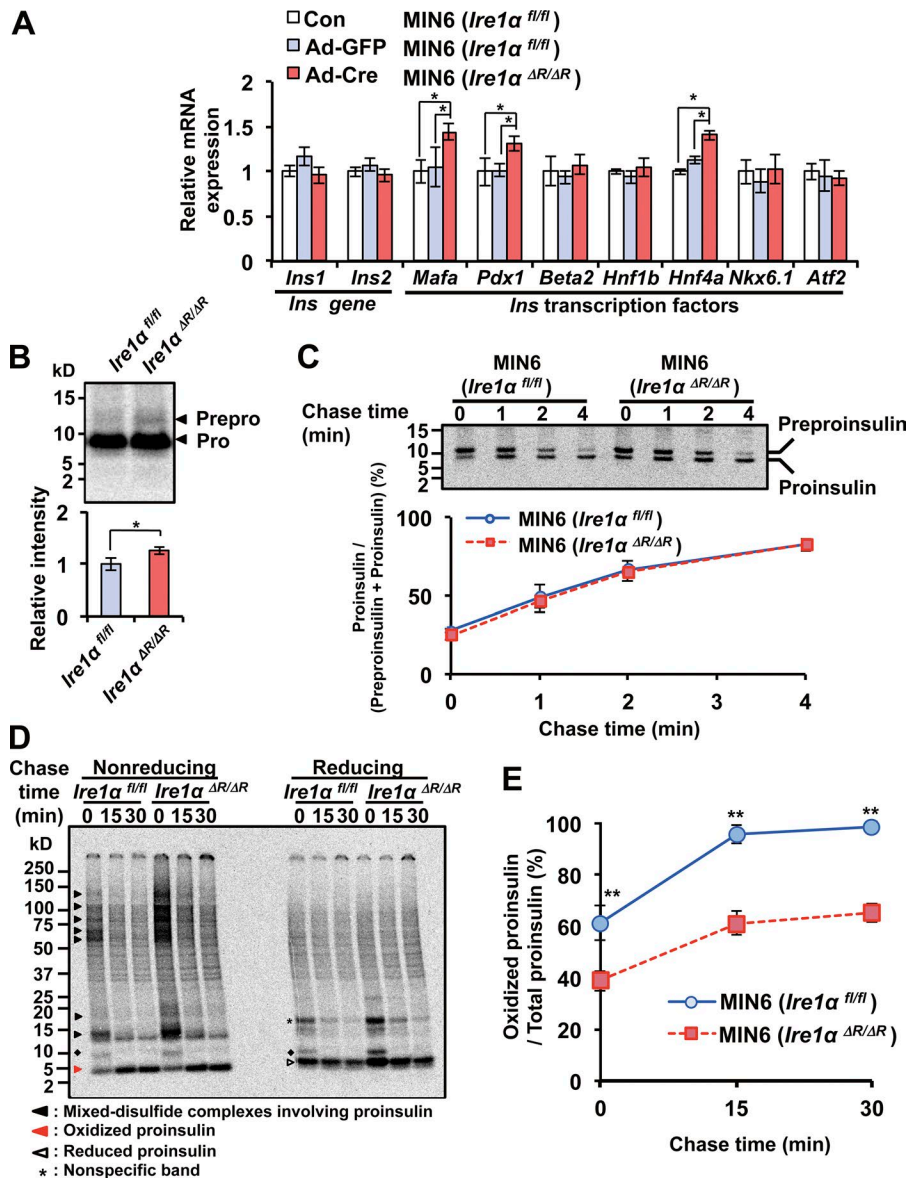 A
Con MIN6 (Ire1α fl/fl)
Ad-GFP MIN6 (Ire1α fl/fl)
Ad-Cre MIN6 (Ire1α ΔR/ΔR)
Relative mRNA
expression
2
1.5
1
0.5
0
* * * * * *
Ins1 Ins2 Mafa Pdx1 Beta2 Hnf1b Hnf4a Nkx6.1 Atf2
Ins gene Ins transcription factors
B
Ire1α fl/fl Ire1α ΔR/ΔR
kD
15
10
5
2
Prepro
Pro
Relative intensity
2
1
0
*
Ire1α fl/fl Ire1α ΔR/ΔR
C
MIN6 MIN6
(Ire1α fl/fl) (Ire1α ΔR/ΔR)
Chase time 0 1 2 4 0 1 2 4
(min)
15
10
5
2
Preproinsulin
Proinsulin
MIN6 (Ire1α fl/fl)
MIN6 (Ire1α ΔR/ΔR)
Proinsulin /
(Preproinsuilin + Proinsulin) (%)
100
50
0
0 1 2 3 4
Chase time (min)
D
Chase Nonreducing Reducing
time Ire1α fl/fl Ire1α ΔR/ΔR Ire1α fl/fl Ire1α ΔR/ΔR
(min) 0 15 30 0 15 30 0 15 30 0 15 30
kD
250
150
100
75
50
37
25
20
15
10
5
2
*
: Mixed-disulfide complexes involving proinsulin
: Oxidized proinsulin
: Reduced proinsulin
* : Nonspecific band
E
Oxidized proinsulin
/ Total proinsulin (%)
100
80
60
40
20
0
** ** **
MIN6 (Ire1α fl/fl)
MIN6 (Ire1α ΔR/ΔR)
0 15 30
Chase time (min)